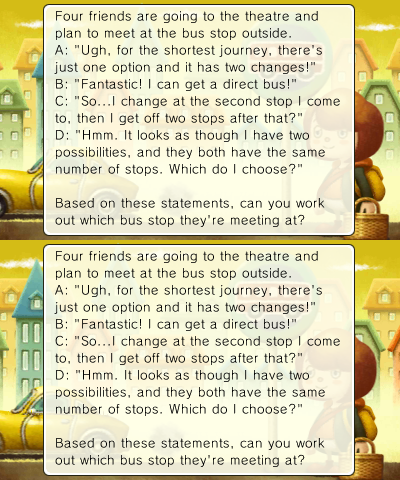 Four friends are going to the theatre and
plan to meet at the bus stop outside.
A: "Ugh, for the shortest journey, there's
just one option and it has two changes!"
B: "Fantastic! I can get a direct bus!"
C: "So...I change at the second stop I come
to, then I get off two stops after that?"
D: "Hmm. It looks as though I have two
possibilities, and they both have the same
number of stops. Which do I choose?"
Based on these statements, can you work
out which bus stop they're meeting at?
Four friends are going to the theatre and
plan to meet at the bus stop outside.
A: "Ugh, for the shortest journey, there's
just one option and it has two changes!"
B: "Fantastic! I can get a direct bus!"
C: "So...I change at the second stop I come
to, then I get off two stops after that?"
D: "Hmm. It looks as though I have two
possibilities, and they both have the same
number of stops. Which do I choose?"
Based on these statements, can you work
out which bus stop they're meeting at?